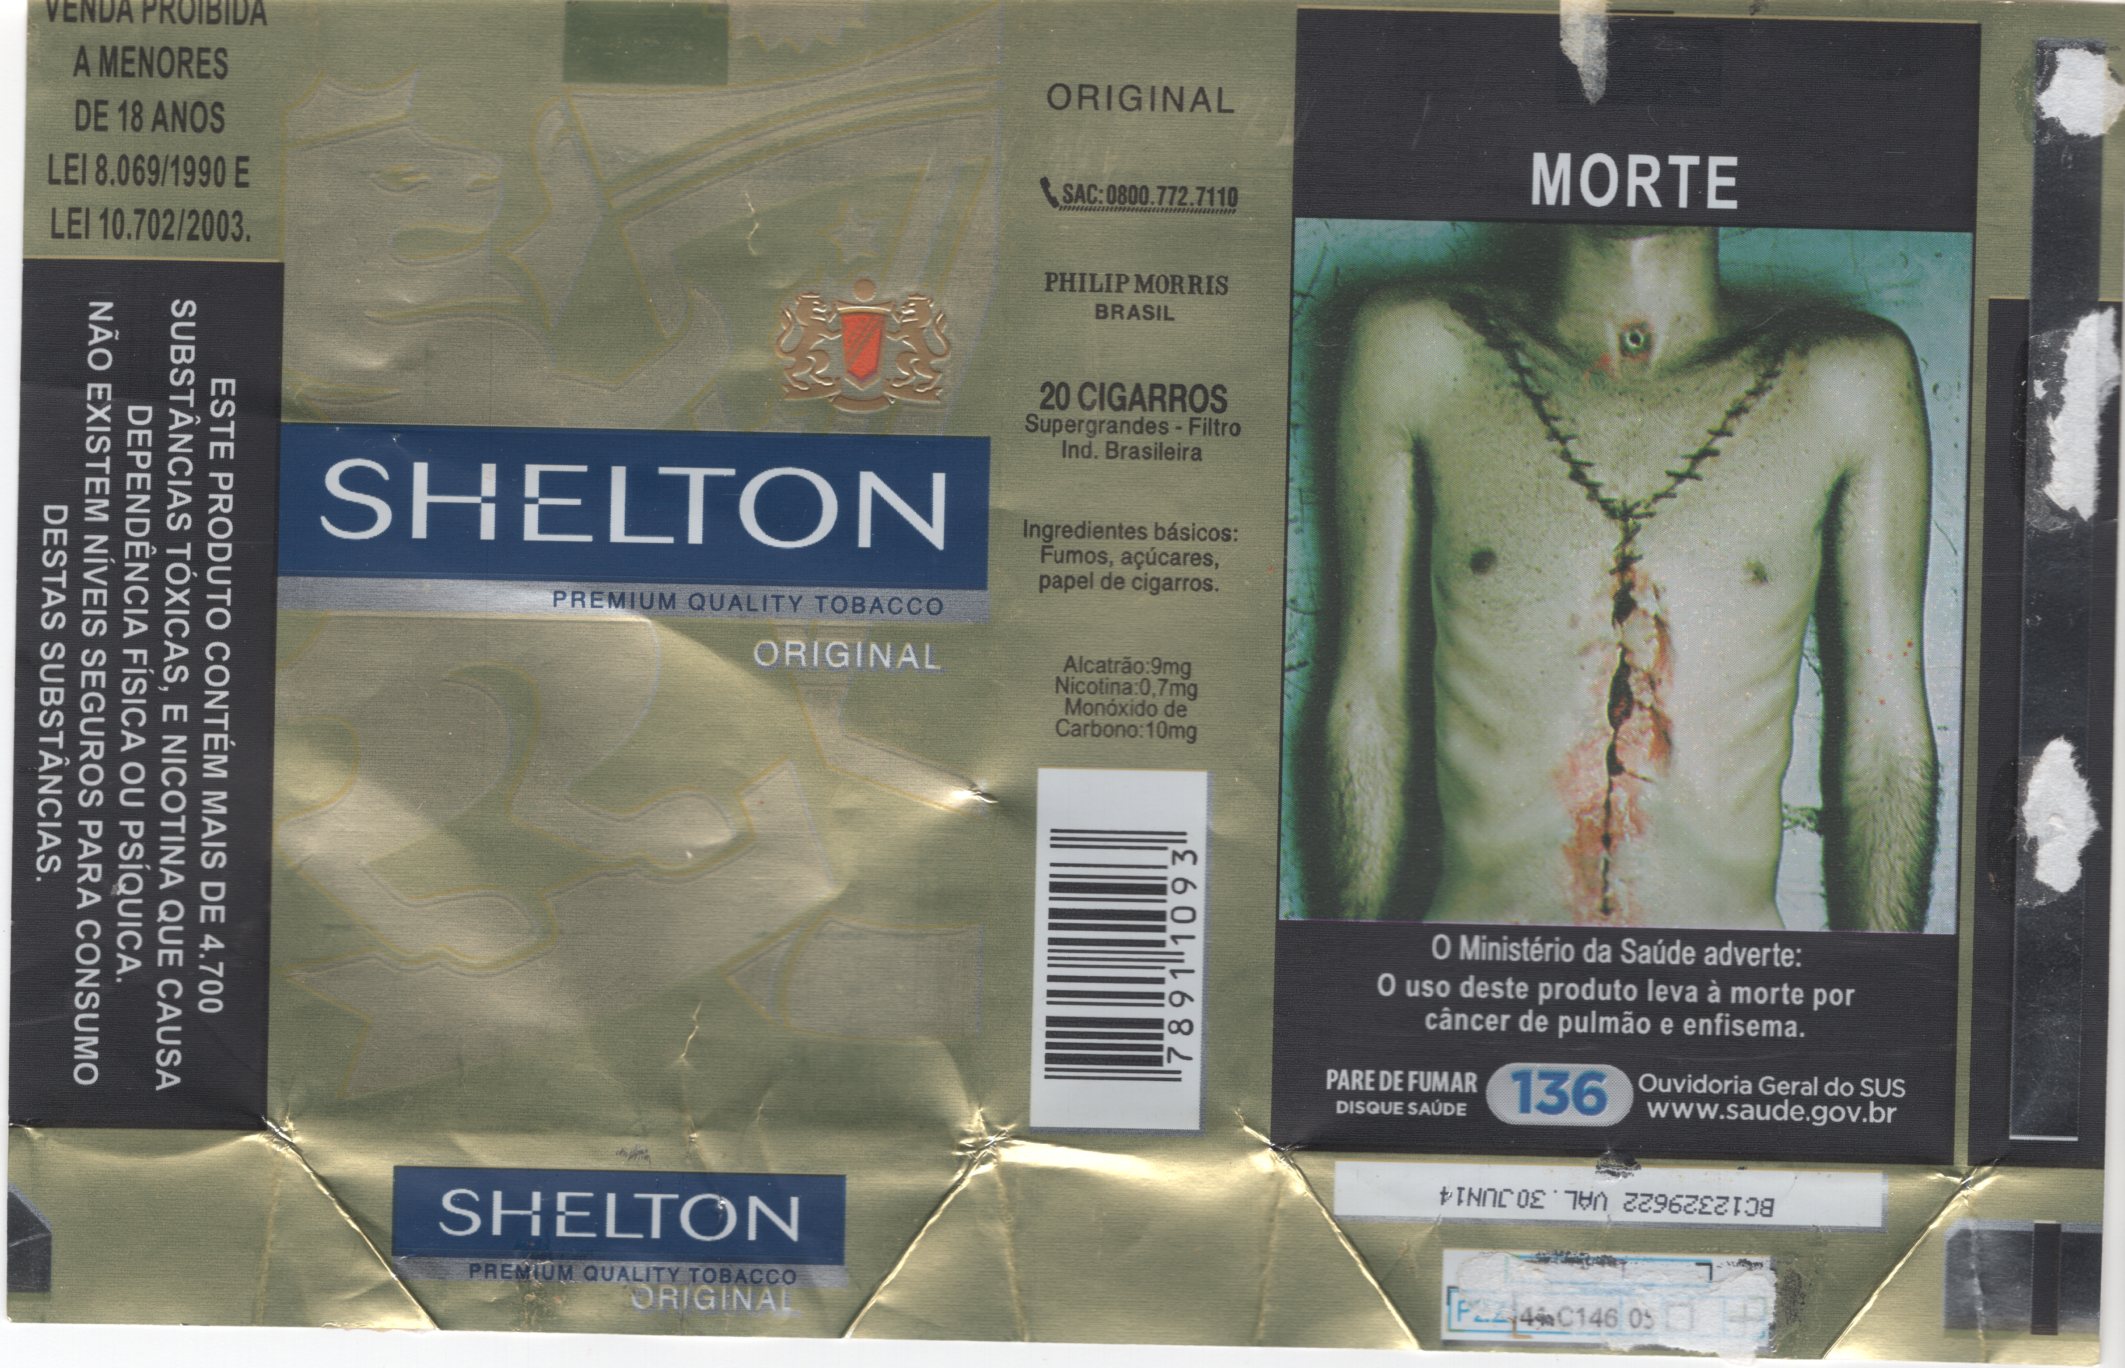 VENDA PROIBIDA
A MENORES
DE 18 ANOS
LEI 8.069/1990 E
LEI 10.702/2003.
ESTE PRODUTO CONTÉM MAIS DE 4.700
SUBSTÂNCIAS TÓXICAS, E NICOTINA QUE CAUSA
DEPENDÊNCIA FÍSICA OU PSÍQUICA.
NÃO EXISTEM NÍVEIS SEGUROS PARA CONSUMO
DESTAS SUBSTÂNCIAS.
SHELTON
PREMIUM QUALITY TOBACCO
ORIGINAL
SHELTON
PREMIUM QUALITY TOBACCO
ORIGINAL
ORIGINAL
SAC:0800.772.7110
PHILIP MORRIS
BRASIL
20 CIGARROS
Supergrandes - Filtro
Ind. Brasileira
Ingredientes básicos:
Fumos, açúcares,
papel de cigarros.
Alcatrão:9mg
Nicotina:0,7mg
Monóxido de
Carbono:10mg
78911093
MORTE
O Ministério da Saúde adverte:
O uso deste produto leva à morte por
câncer de pulmão e enfisema.
PARE DE FUMAR
DISQUE SAÚDE
136
Ouvidoria Geral do SUS
www.saude.gov.br
BC12329622 VAL. 30JUN14
C146 05